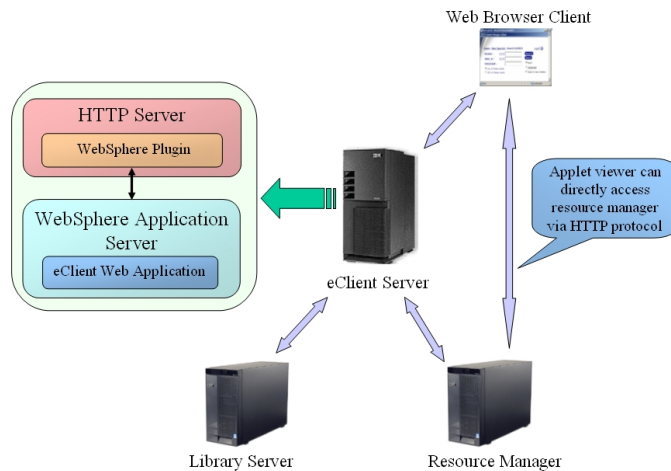 Web Browser Client
HTTP Server
WebSphere Plugin
WebSphere Application
Server
eClient Web Application
Applet viewer can
directly access
resource manager
via HTTP protocol
eClient Server
Library Server
Resource Manager